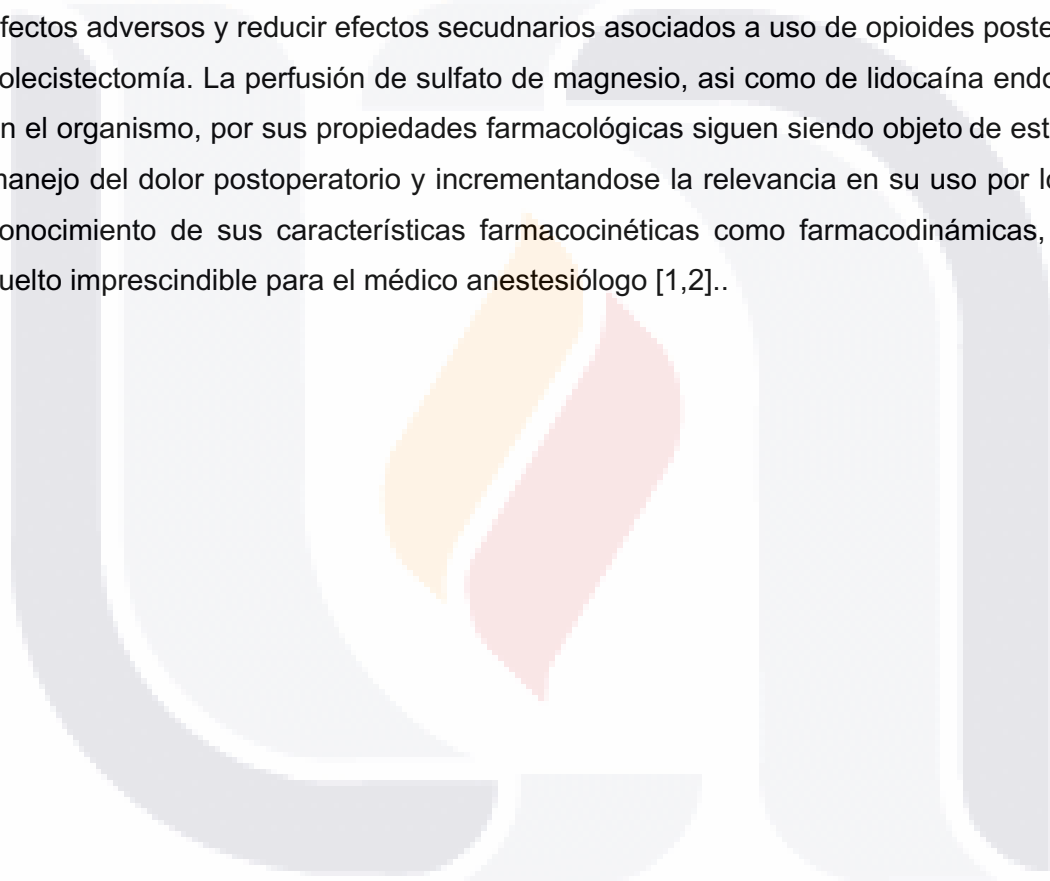 fectos adversos y reducir efectos secudnarios asociados a uso de opioides poste
olecistectomía. La perfusión de sulfato de magnesio, asi como de lidocaína endo
n el organismo, por sus propiedades farmacológicas siguen siendo objeto de est
nanejo del dolor postoperatorio y incrementandose la relevancia en su uso por lo
onocimiento de sus características farmacocinéticas como farmacodinámicas,
uelto imprescindible para el médico anestesiólogo [1,2]..